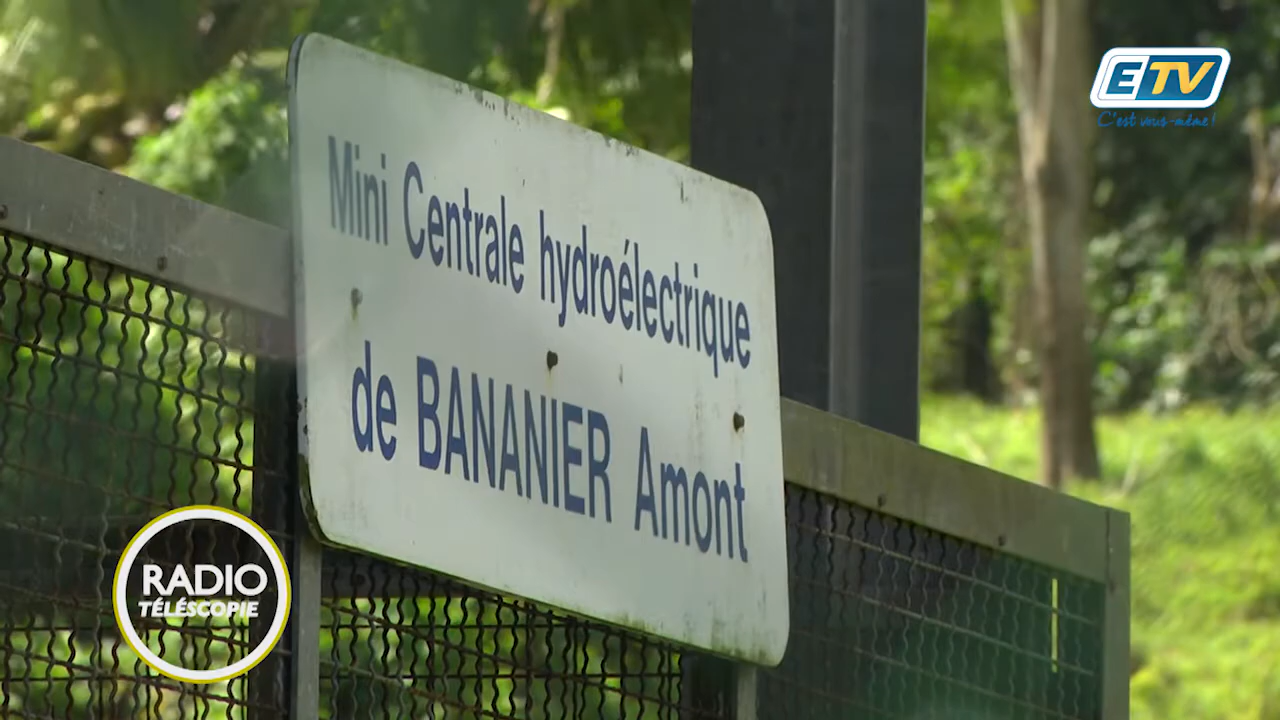 ETV
C'est vous-même !
Mini Centrale hydroélectrique
de BANANIER Amont
RADIO
TÉLÉSCOPIE